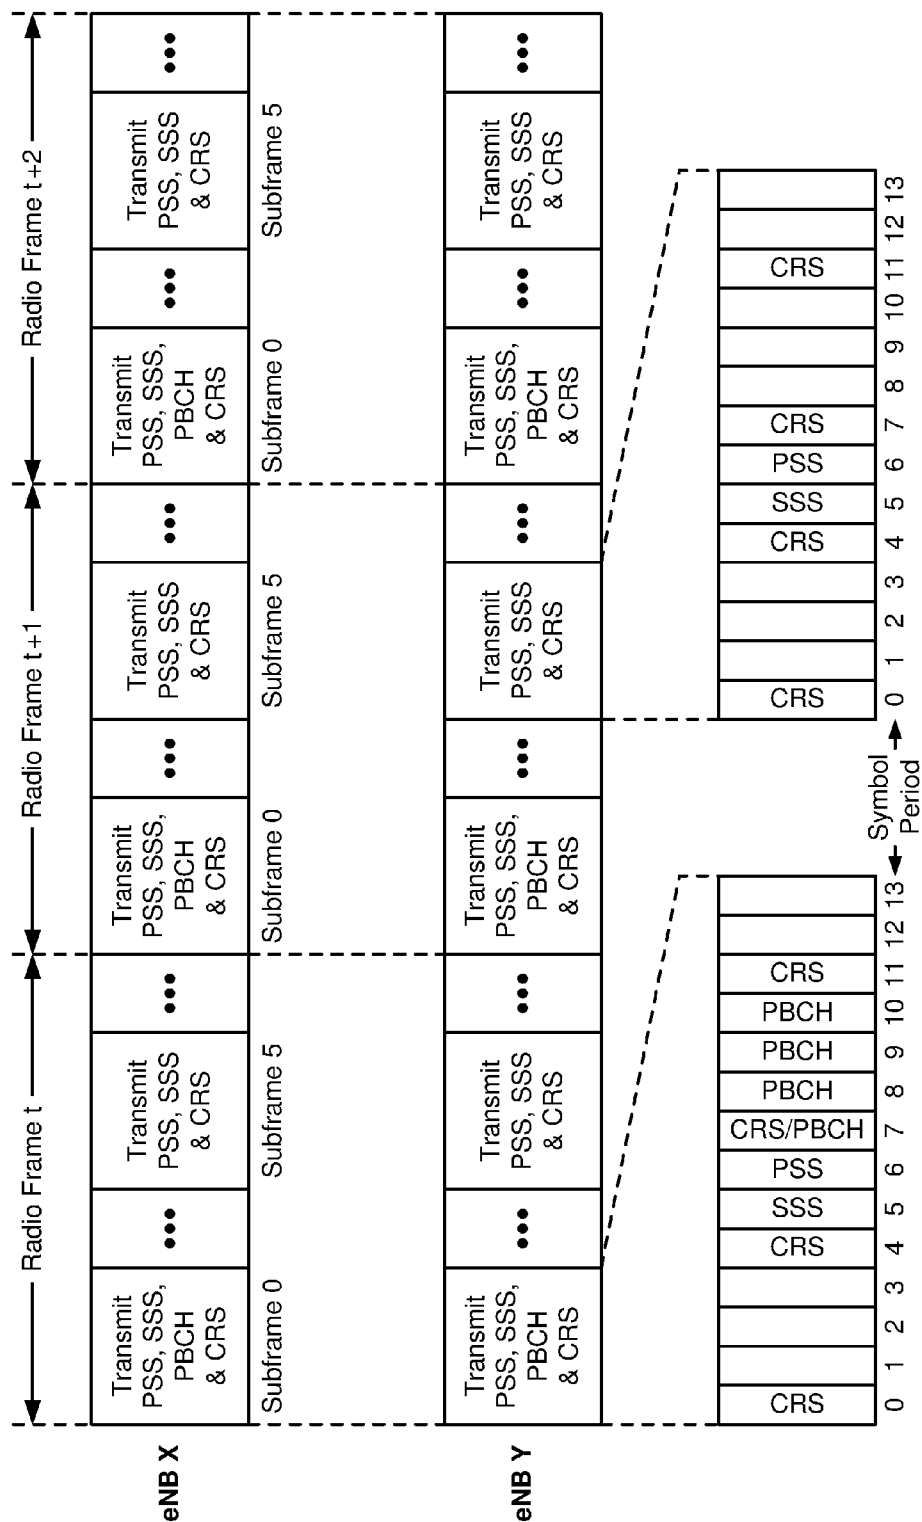 Radio Frame t
Radio Frame t+1
Radio Frame t+2
eNB X
Transmit
PSS, SSS,
PBCH
& CRS
•••
Transmit
PSS, SSS
& CRS
•••
Transmit
PSS, SSS,
PBCH
& CRS
•••
Transmit
PSS, SSS
& CRS
•••
Transmit
PSS, SSS,
PBCH
& CRS
•••
Transmit
PSS, SSS
& CRS
•••
Subframe 0
Subframe 5
Subframe 0
Subframe 5
Subframe 0
Subframe 5
eNB Y
Transmit
PSS, SSS,
PBCH
& CRS
•••
Transmit
PSS, SSS
& CRS
•••
Transmit
PSS, SSS,
PBCH
& CRS
•••
Transmit
PSS, SSS
& CRS
•••
Transmit
PSS, SSS,
PBCH
& CRS
•••
Transmit
PSS, SSS
& CRS
•••
CRS
CRS
SSS
PSS
CRS/PBCH
PBCH
PBCH
PBCH
CRS
0 1 2 3 4 5 6 7 8 9 10 11 12 13
Symbol
Period
CRS
CRS
SSS
PSS
CRS
CRS
0 1 2 3 4 5 6 7 8 9 10 11 12 13